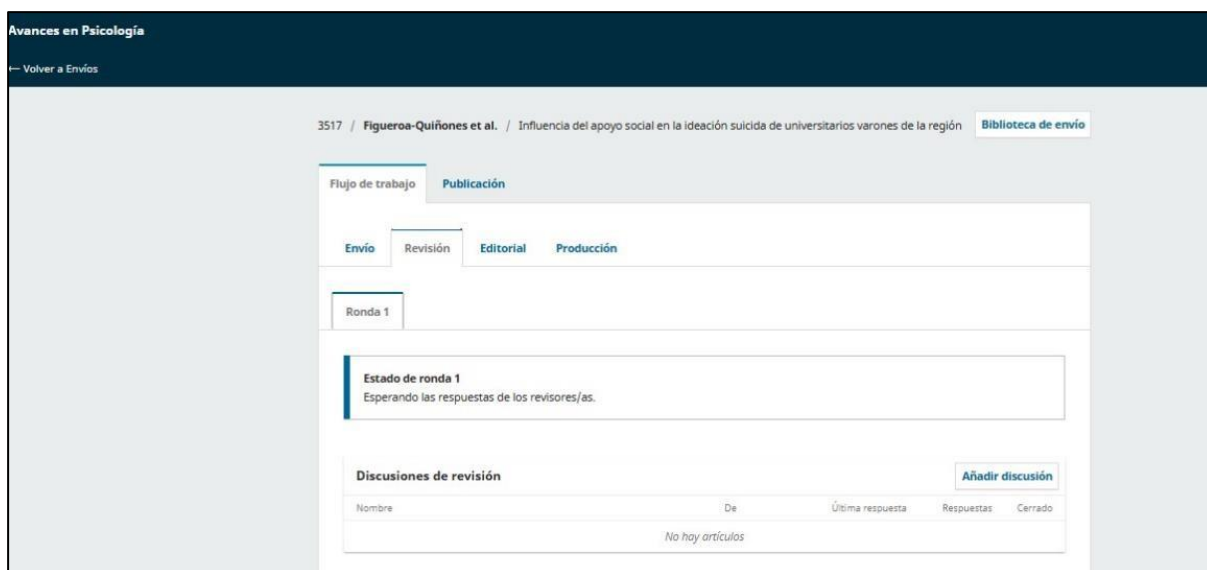 Avances en Psicología
← Volver a Envíos
3517 / Figueroa-Quiñones et al. / Influencia del apoyo social en la ideación suicida de universitarios varones de la región Biblioteca de envío
Flujo de trabajo Publicación
Envío Revisión Editorial Producción
Ronda 1
Estado de ronda 1
Esperando las respuestas de los revisores/as.
Discusiones de revisión Añadir discusión
Nombre De Última respuesta Respuestas Cerrado
No hay artículos